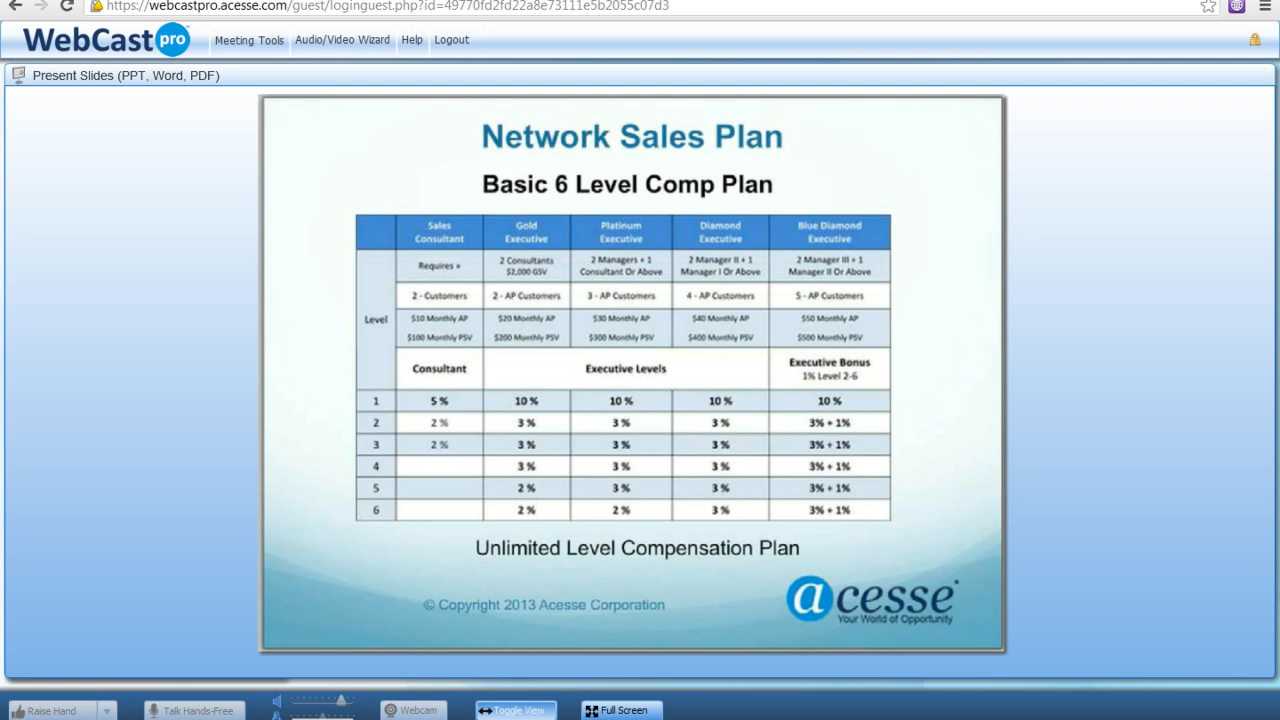 https://webcastpro.acesse.com/guest/loginguest.php?id=49770fd2fd22a8e73111e5b2055c07d3
WebCast pro Meeting Tools Audio/Video Wizard Help Logout
Present Slides (PPT, Word, PDF)
Network Sales Plan
Basic 6 Level Comp Plan
Sales Consultant Gold Executive Platinum Executive Diamond Executive Blue Diamond Executive
Requires » 2 Consultants $2,000 GSV 2 Managers + 1 Consultant Or Above 2 Manager II + 1 Manager I Or Above 2 Manager III + 1 Manager II Or Above
2 - Customers 2 - AP Customers 3 - AP Customers 4 - AP Customers 5 - AP Customers
Level $10 Monthly AP $20 Monthly AP $30 Monthly AP $40 Monthly AP $50 Monthly AP
$100 Monthly PSV $200 Monthly PSV $300 Monthly PSV $400 Monthly PSV $500 Monthly PSV
Consultant Executive Levels Executive Bonus 1% Level 2-6
1 5 % 10 % 10 % 10 % 10 %
2 2 % 3 % 3 % 3 % 3% + 1%
3 2 % 3 % 3 % 3 % 3% + 1%
4 3 % 3 % 3 % 3% + 1%
5 2 % 3 % 3 % 3% + 1%
6 2 % 2 % 3 % 3% + 1%
Unlimited Level Compensation Plan
© Copyright 2013 Acesse Corporation
acesse
Your World of Opportunity
Raise Hand Talk Hands-Free Webcam Toggle View Full Screen